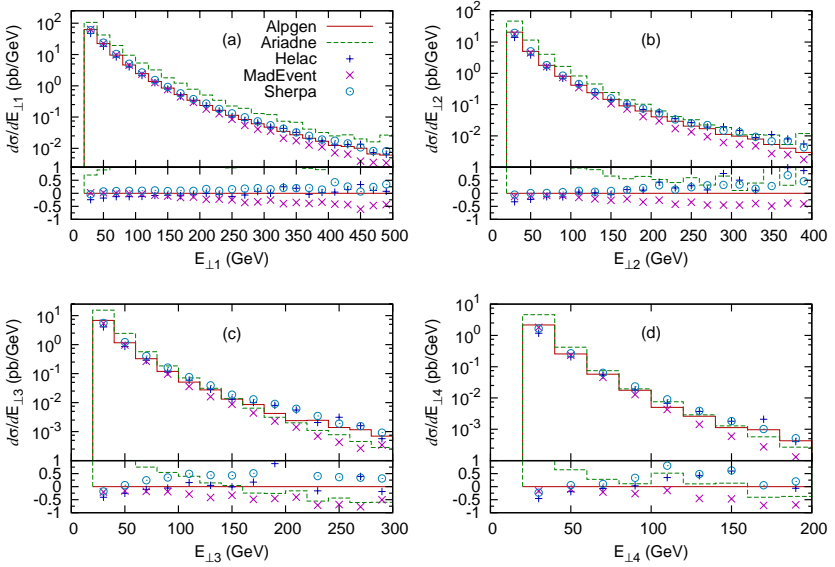 dσ/dE⊥1 (pb/GeV)
10²
10¹
10⁰
10⁻¹
10⁻²
(a)
Alpgen
Ariadne
Helac
MadEvent
Sherpa
1
0.5
0
-0.5
-1
0 50 100 150 200 250 300 350 400 450 500
E⊥1 (GeV)
dσ/dE⊥2 (pb/GeV)
10¹
10⁰
10⁻¹
10⁻²
(b)
1
0.5
0
-0.5
-1
0 50 100 150 200 250 300 350 400
E⊥2 (GeV)
dσ/dE⊥3 (pb/GeV)
10¹
10⁰
10⁻¹
10⁻²
10⁻³
(c)
0.5
0
-0.5
-1
0 50 100 150 200 250 300
E⊥3 (GeV)
dσ/dE⊥4 (pb/GeV)
10¹
10⁰
10⁻¹
10⁻²
10⁻³
(d)
0.5
0
-0.5
-1
0 50 100 150 200
E⊥4 (GeV)